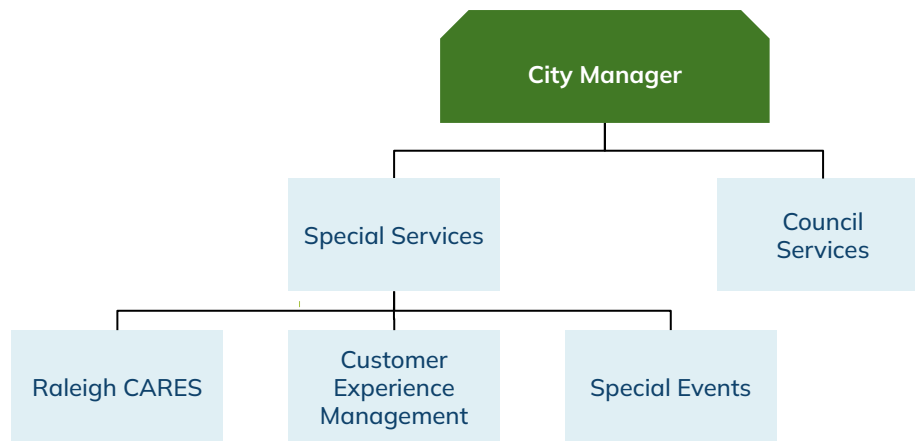 City Manager
Special Services
Council
Services
Raleigh CARES
Customer
Experience
Management
Special Events